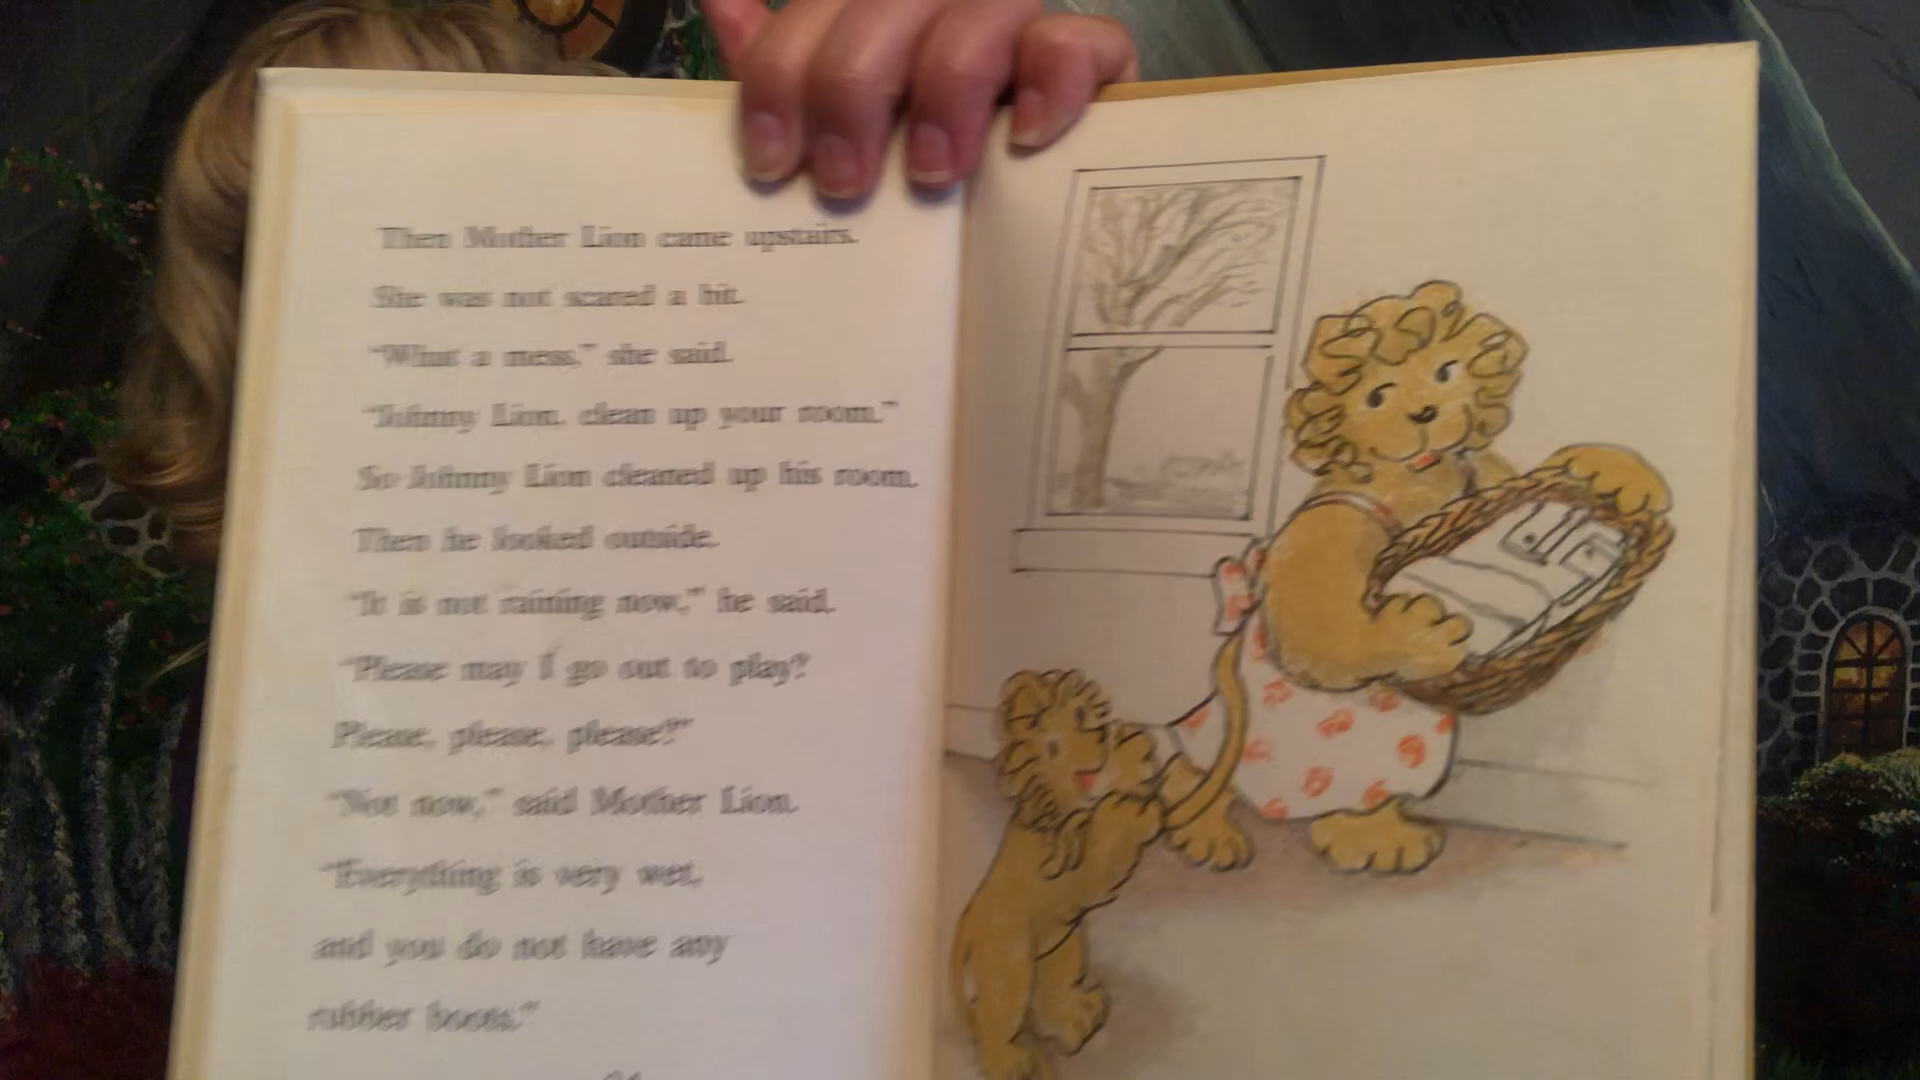 Then Mother Lion came upstairs.
She was not scared a bit.
"What a mess," she said.
"Johnny Lion, clean up your room."
So Johnny Lion cleaned up his room.
Then he looked outside.
"It is not raining now," he said.
"Please may I go out to play?
Please, please, please?"
"Not now," said Mother Lion.
"Everything is very wet,
and you do not have any
rubber boots."